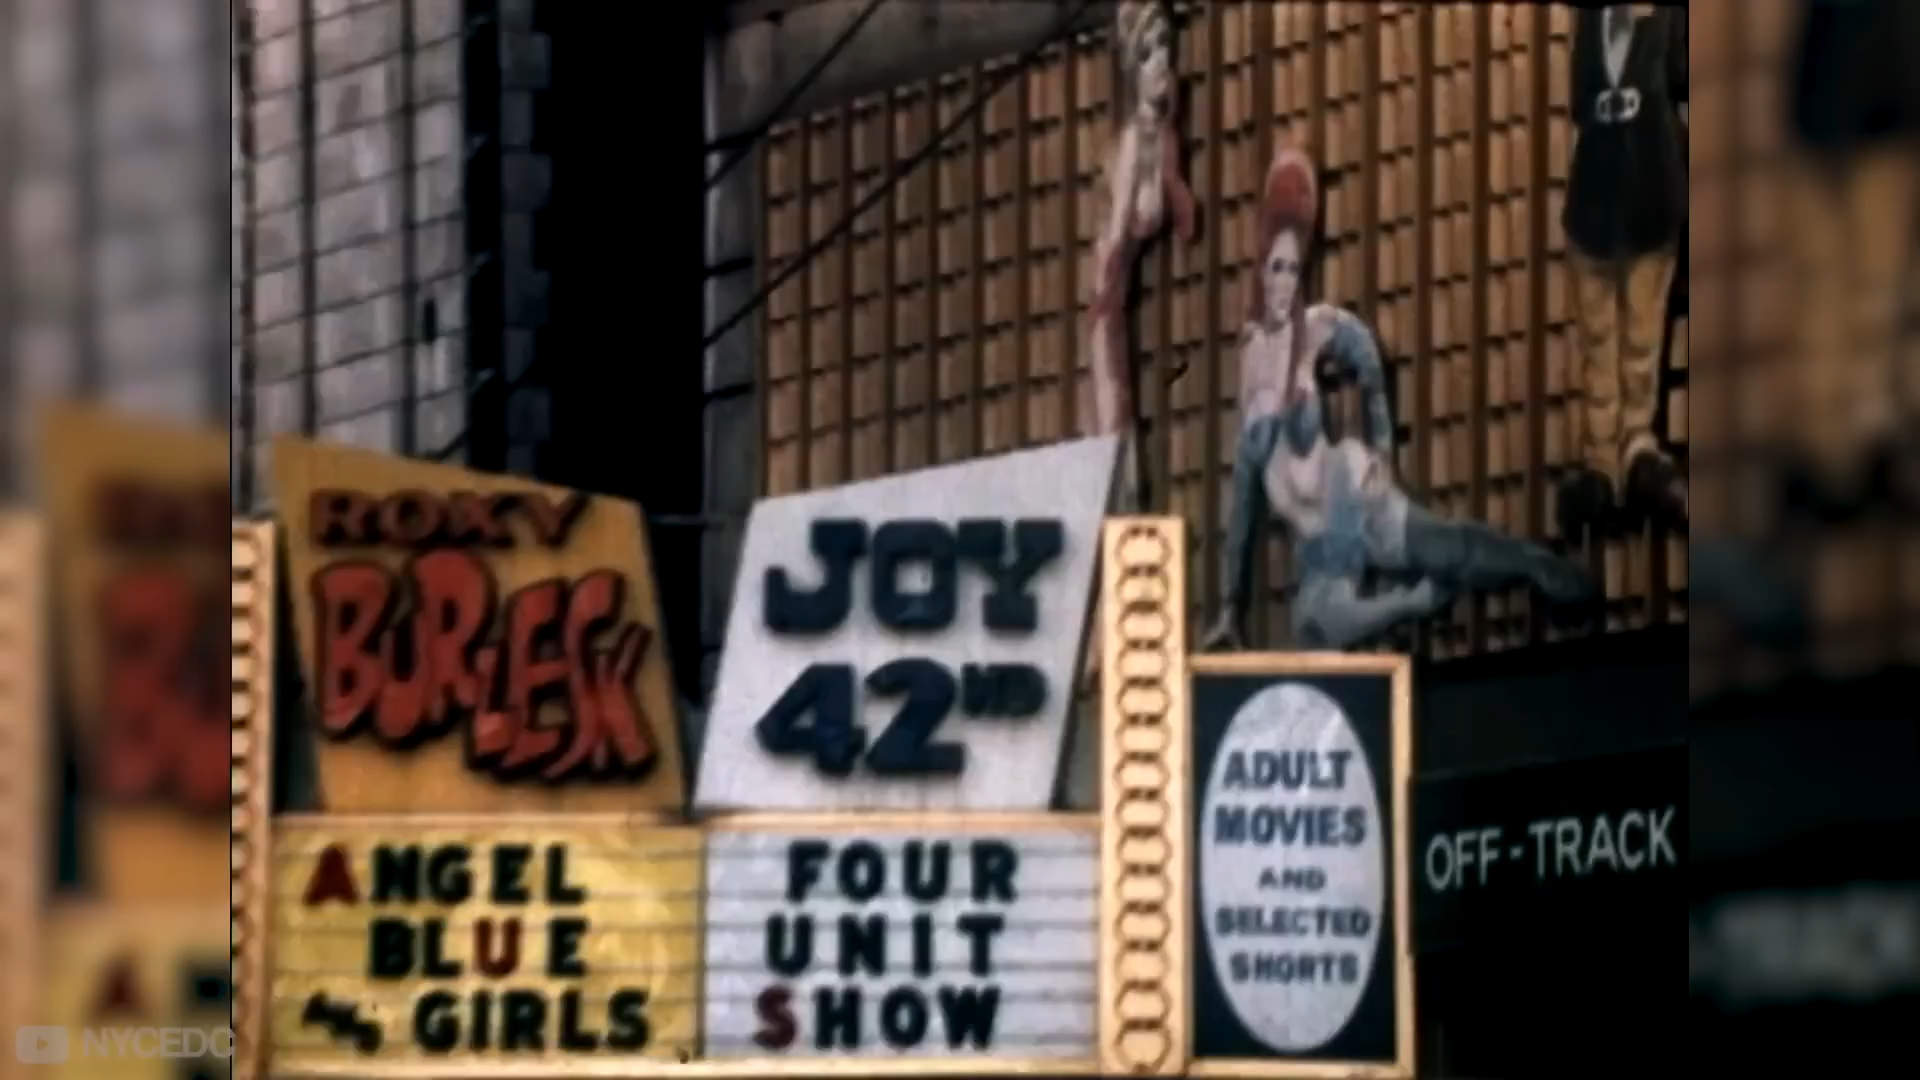 ROXY
BURLESK
JOY
42ND
ANGEL
BLUE
GIRLS
FOUR
UNIT
SHOW
ADULT
MOVIES
AND
SELECTED
SHORTS
OFF-TRACK
NYCEDC